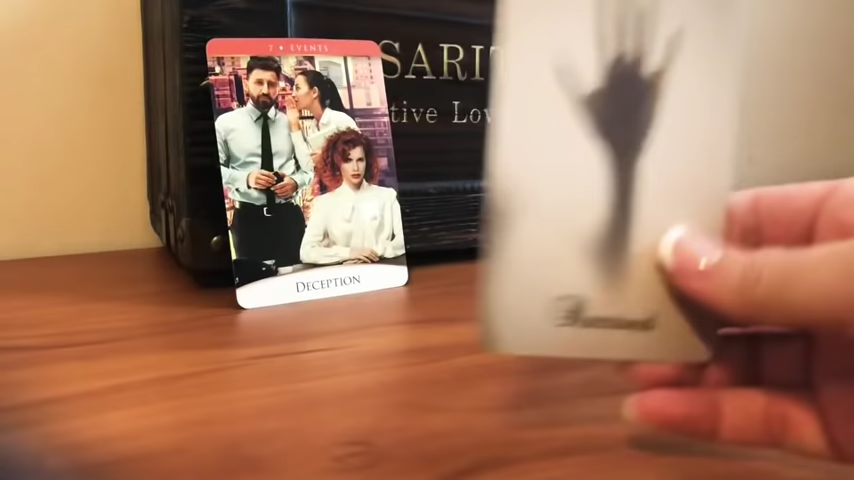 7 • EVENTS
DECEPTION
SARIT
tive Lov